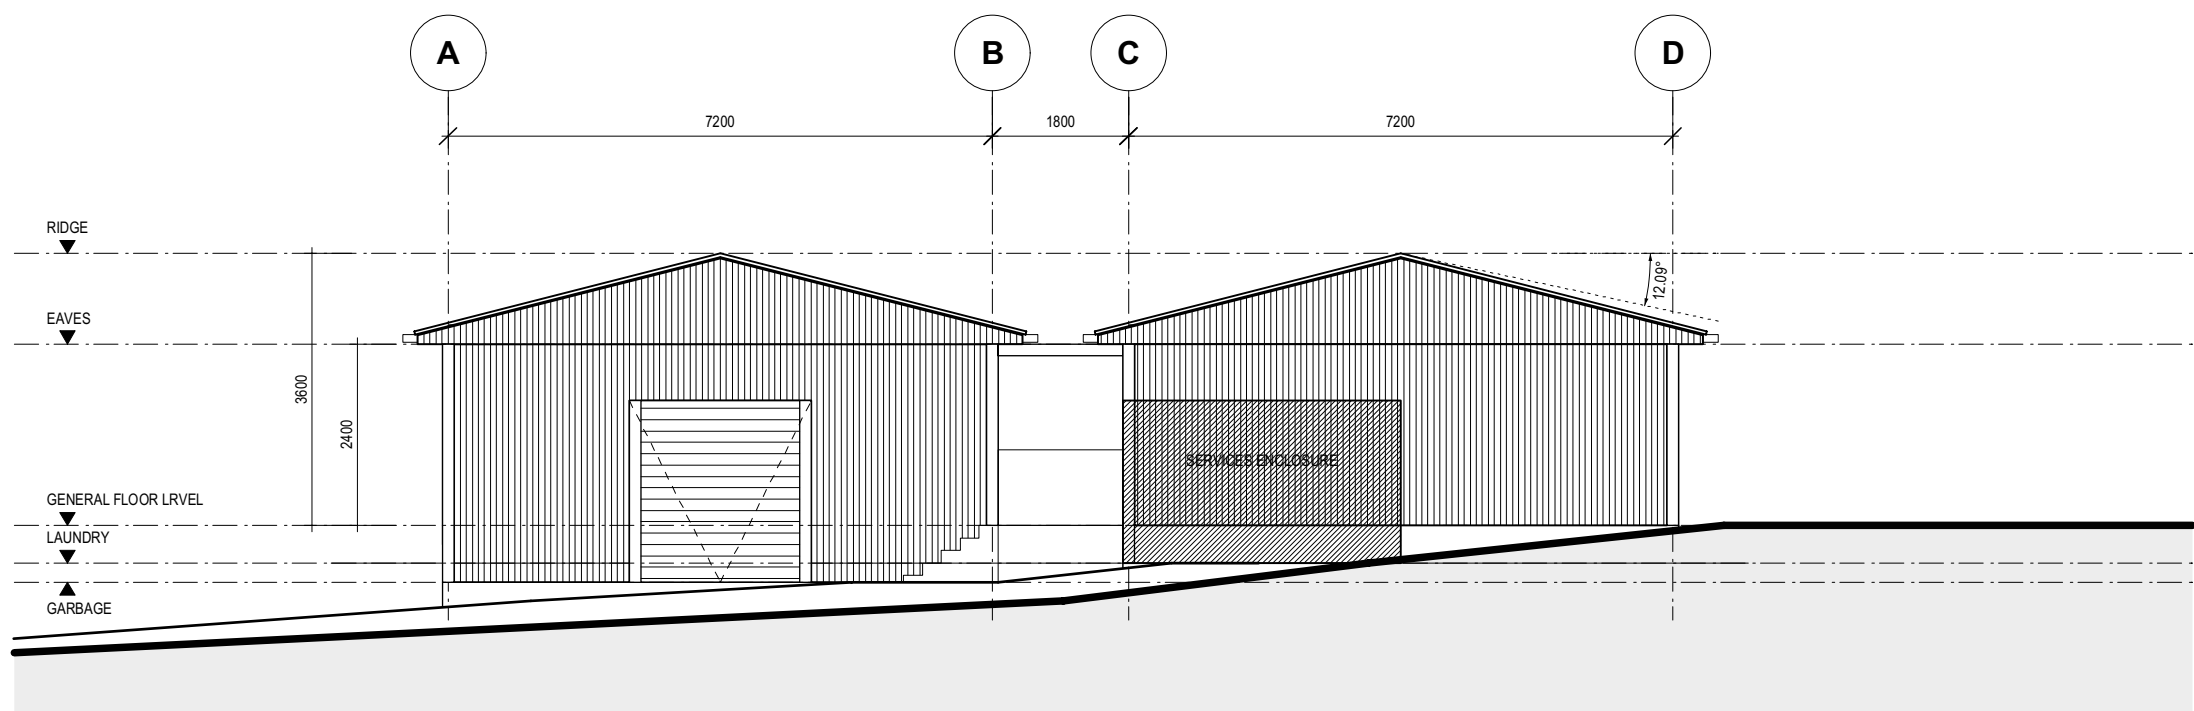 A
B
C
D
7200
1800
7200
RIDGE
12.09°
EAVES
3600
2400
SERVICES ENCLOSURE
GENERAL FLOOR LRVEL
LAUNDRY
GARBAGE